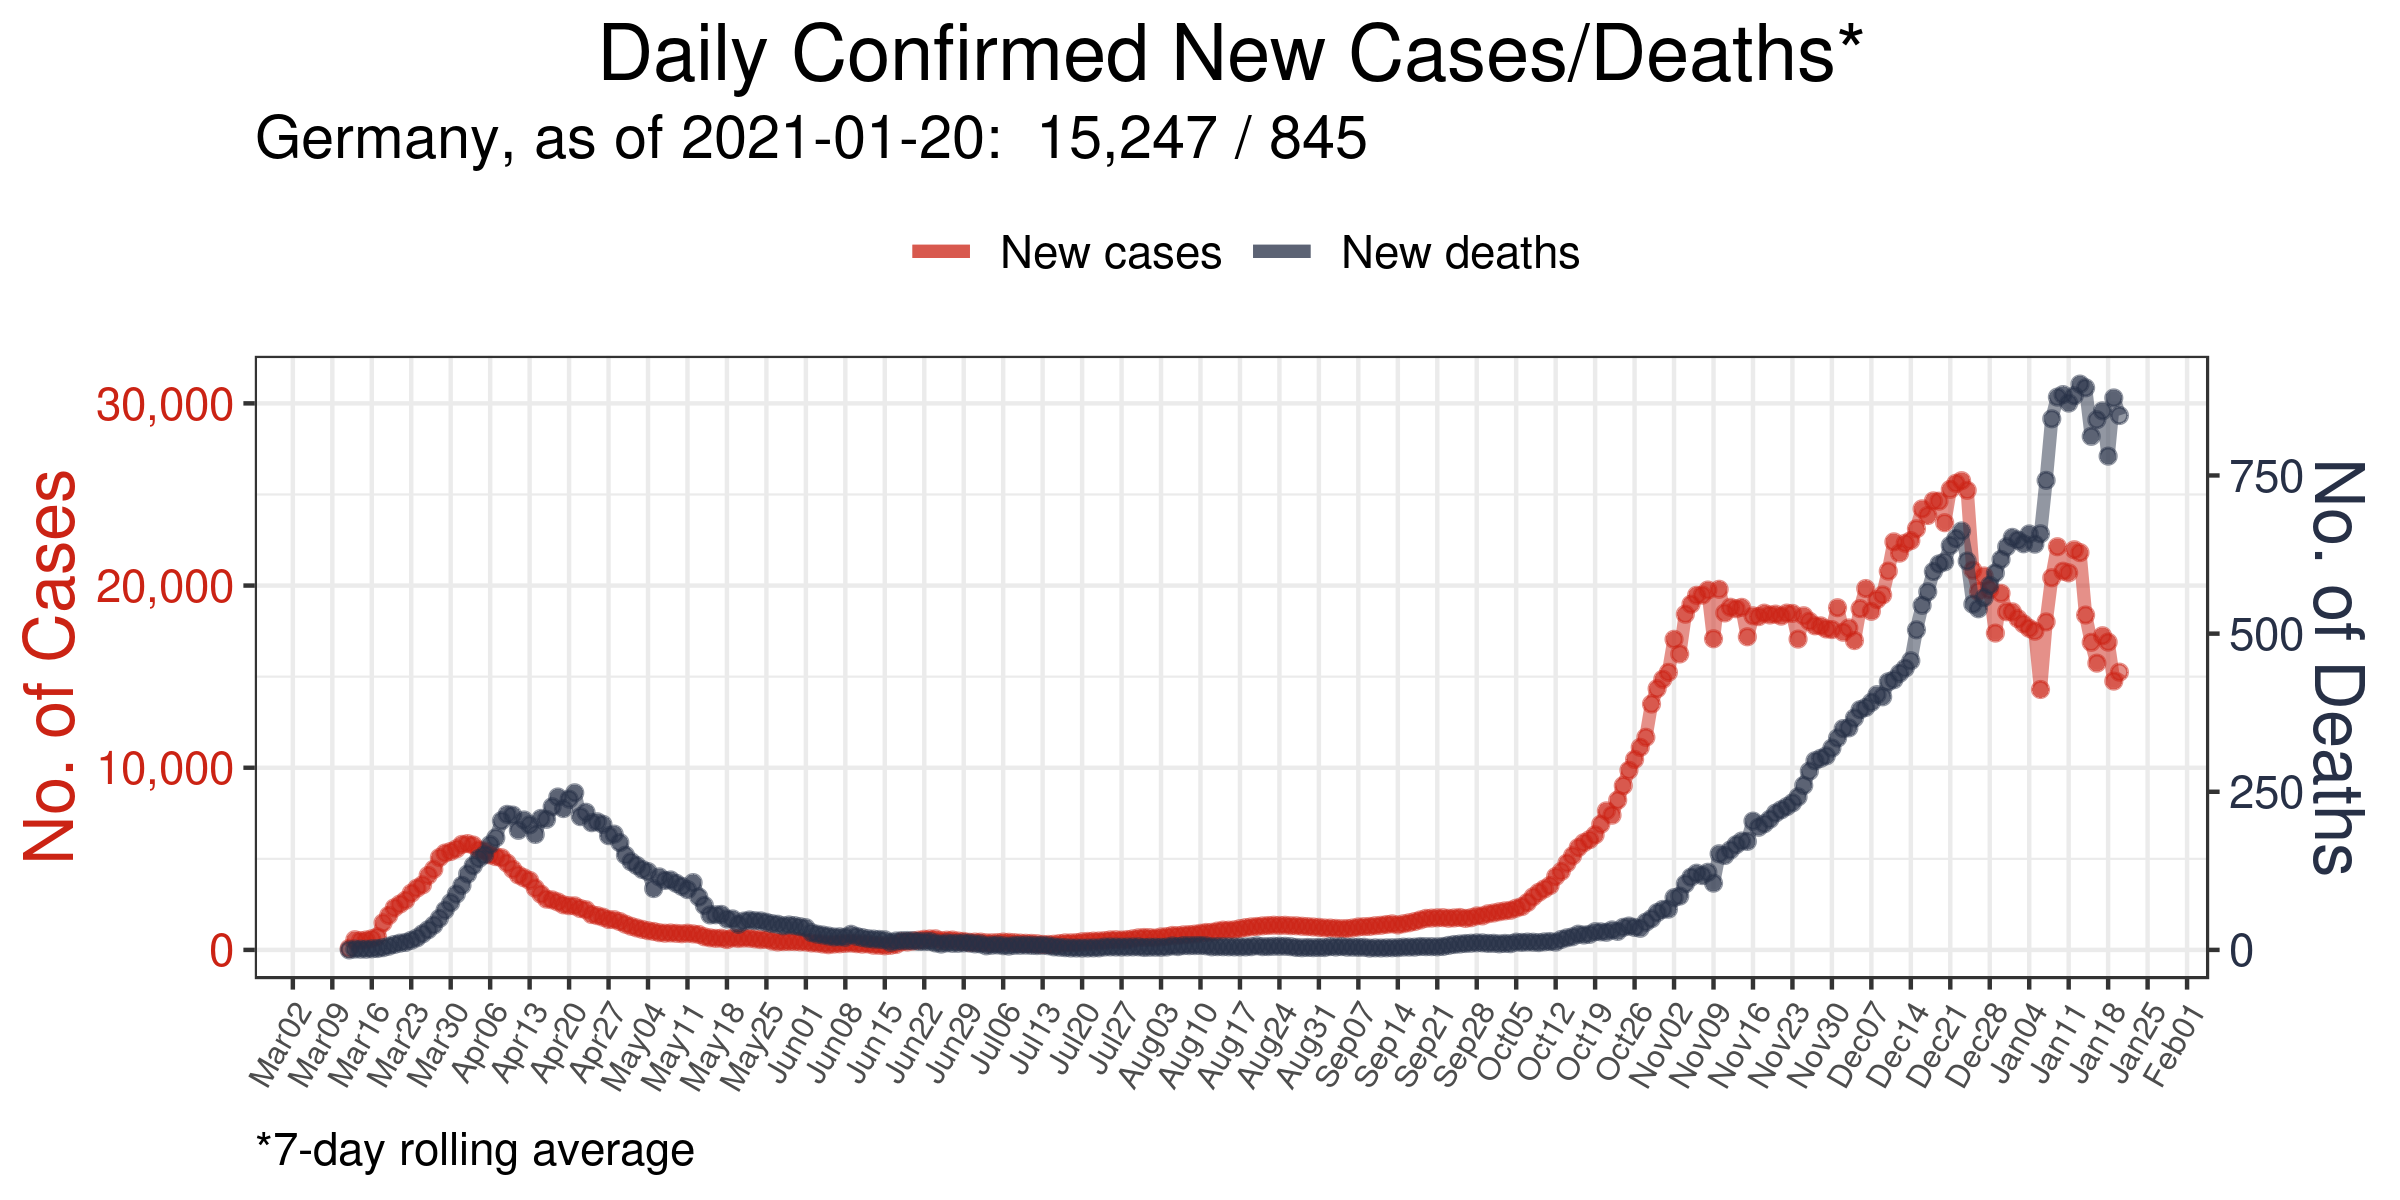 Daily Confirmed New Cases/Deaths*
Germany, as of 2021-01-20:  15,247 / 845
New cases New deaths
No. of Cases
30,000
20,000
10,000
0
No. of Deaths
750
500
250
0
Mar02 Mar09 Mar16 Mar23 Mar30 Apr06 Apr13 Apr20 Apr27 May04 May11 May18 May25 Jun01 Jun08 Jun15 Jun22 Jun29 Jul06 Jul13 Jul20 Jul27 Aug03 Aug10 Aug17 Aug24 Aug31 Sep07 Sep14 Sep21 Sep28 Oct05 Oct12 Oct19 Oct26 Nov02 Nov09 Nov16 Nov23 Nov30 Dec07 Dec14 Dec21 Dec28 Jan04 Jan11 Jan18 Jan25 Feb01
*7-day rolling average